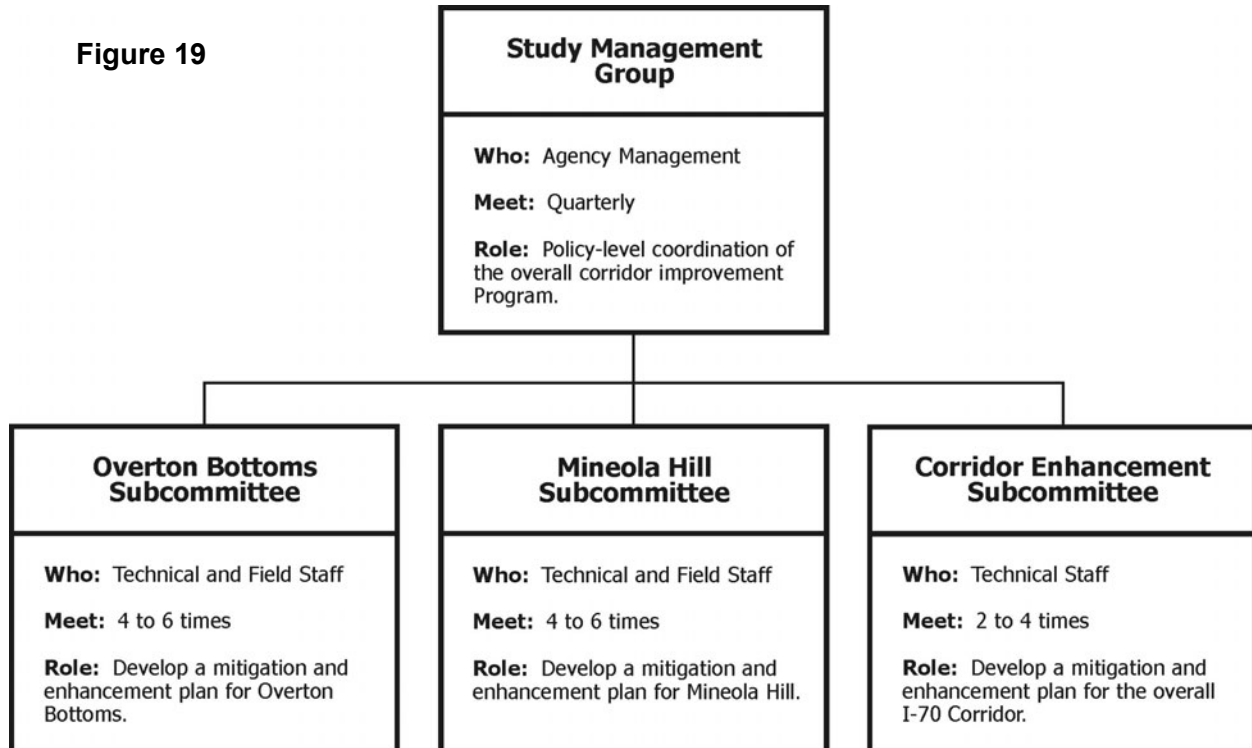 Figure 19
Study Management
Group
Who: Agency Management
Meet: Quarterly
Role: Policy-level coordination of
the overall corridor improvement
Program.
Overton Bottoms
Subcommittee
Who: Technical and Field Staff
Meet: 4 to 6 times
Role: Develop a mitigation and
enhancement plan for Overton
Bottoms.
Mineola Hill
Subcommittee
Who: Technical and Field Staff
Meet: 4 to 6 times
Role: Develop a mitigation and
enhancement plan for Mineola Hill.
Corridor Enhancement
Subcommittee
Who: Technical Staff
Meet: 2 to 4 times
Role: Develop a mitigation and
enhancement plan for the overall
I-70 Corridor.